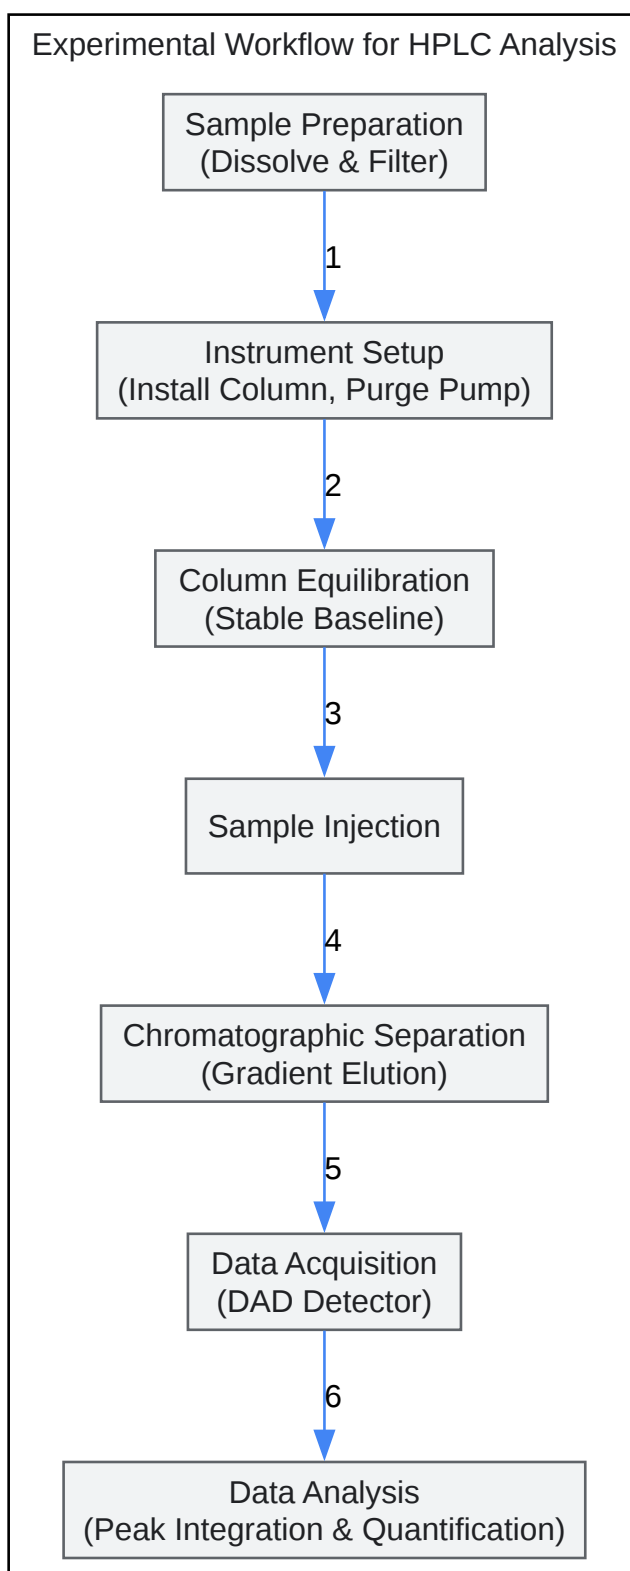 Experimental Workflow for HPLC Analysis
Sample Preparation
(Dissolve & Filter)
1
Instrument Setup
(Install Column, Purge Pump)
2
Column Equilibration
(Stable Baseline)
3
Sample Injection
4
Chromatographic Separation
(Gradient Elution)
5
Data Acquisition
(DAD Detector)
6
Data Analysis
(Peak Integration & Quantification)